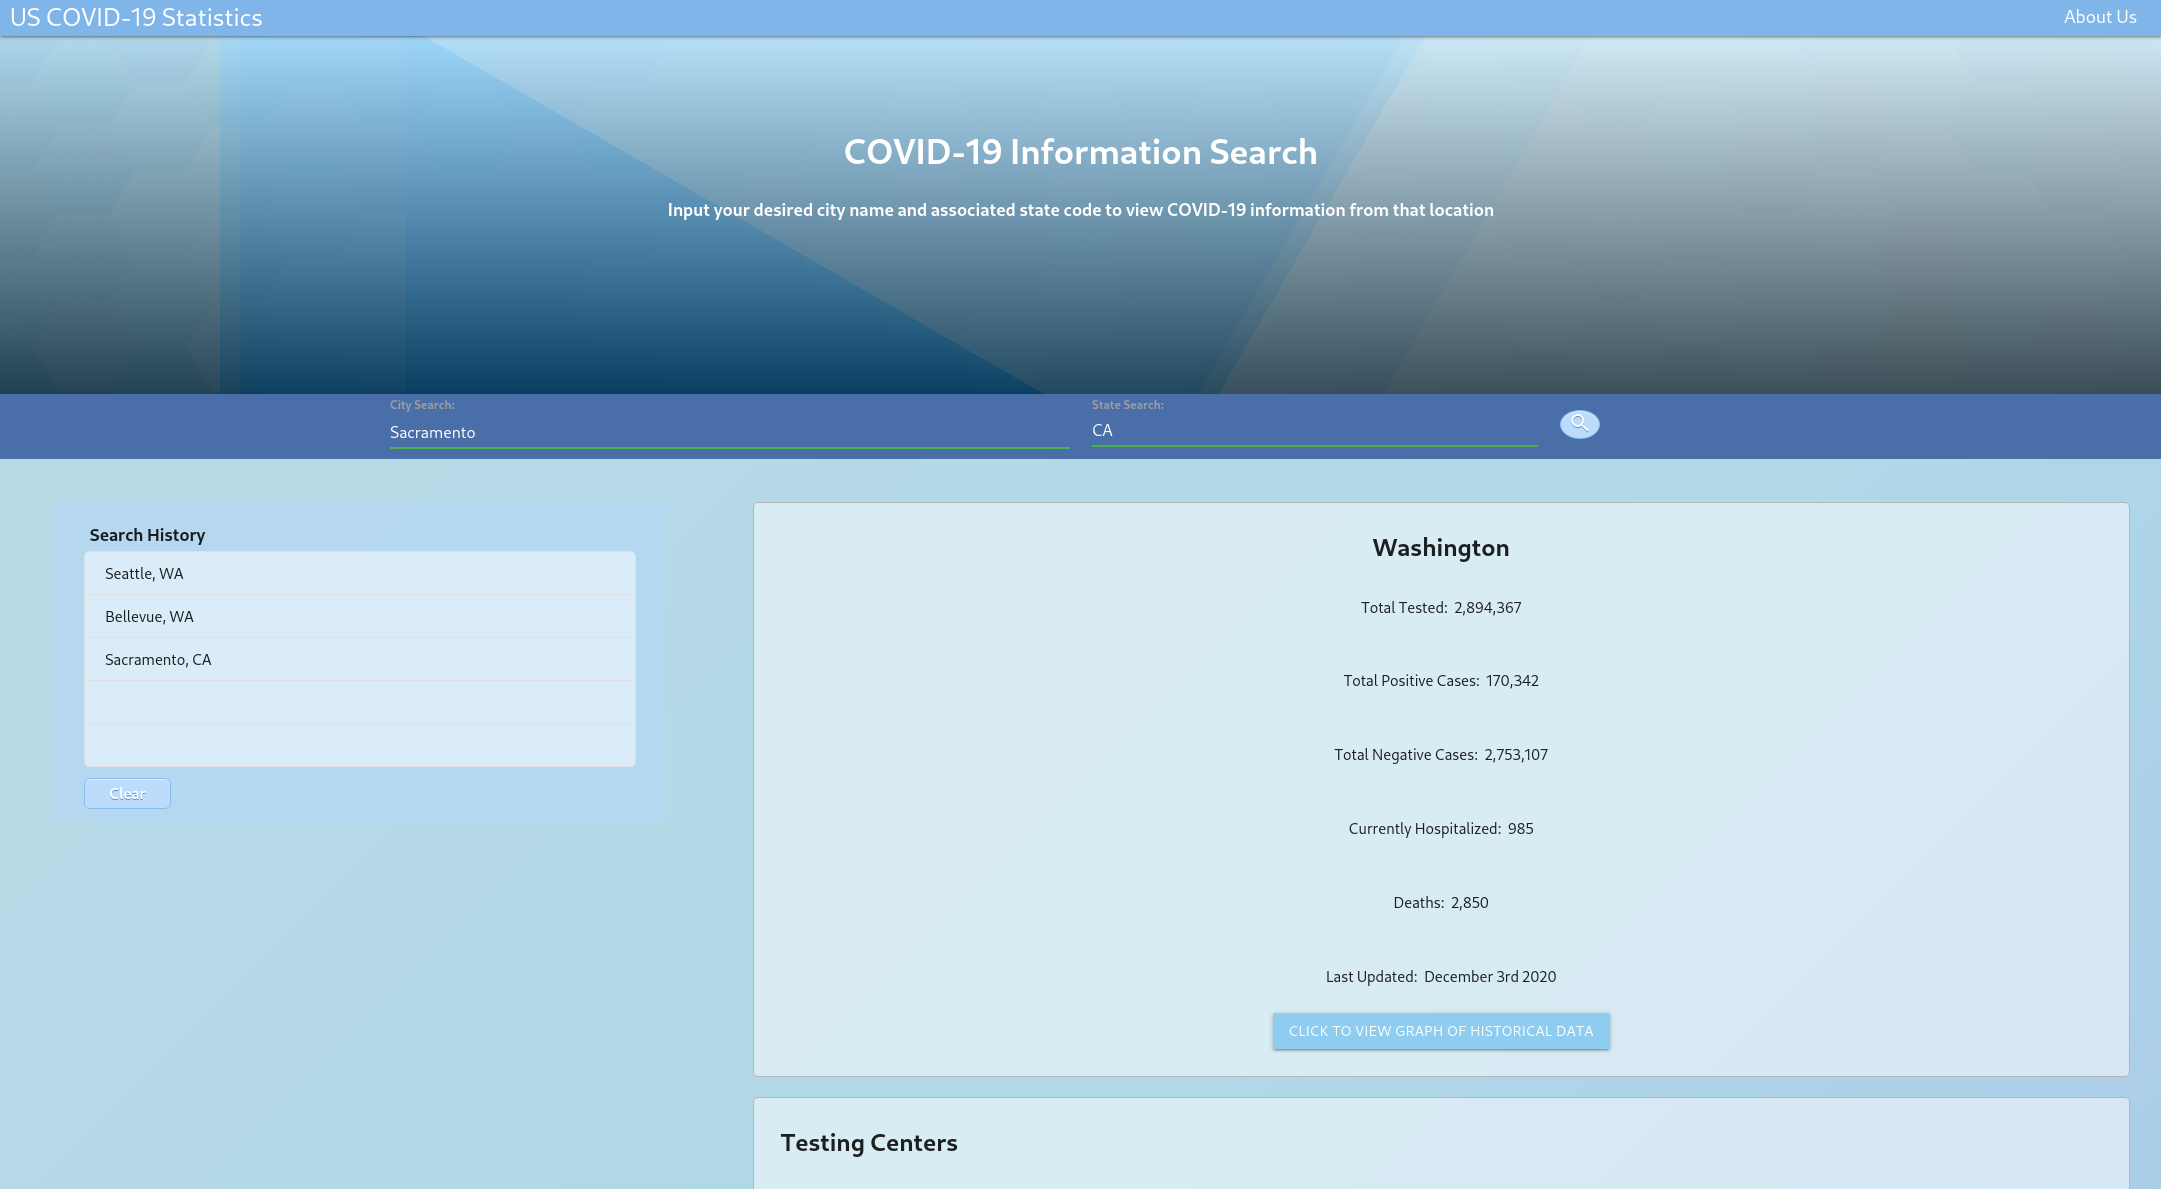 US COVID-19 Statistics
About Us
COVID-19 Information Search
Input your desired city name and associated state code to view COVID-19 information from that location
City Search:
State Search:
Sacramento
CA
Search History
Seattle, WA
Bellevue, WA
Sacramento, CA
Clear
Washington
Total Tested: 2,894,367
Total Positive Cases: 170,342
Total Negative Cases: 2,753,107
Currently Hospitalized: 985
Deaths: 2,850
Last Updated: December 3rd 2020
CLICK TO VIEW GRAPH OF HISTORICAL DATA
Testing Centers